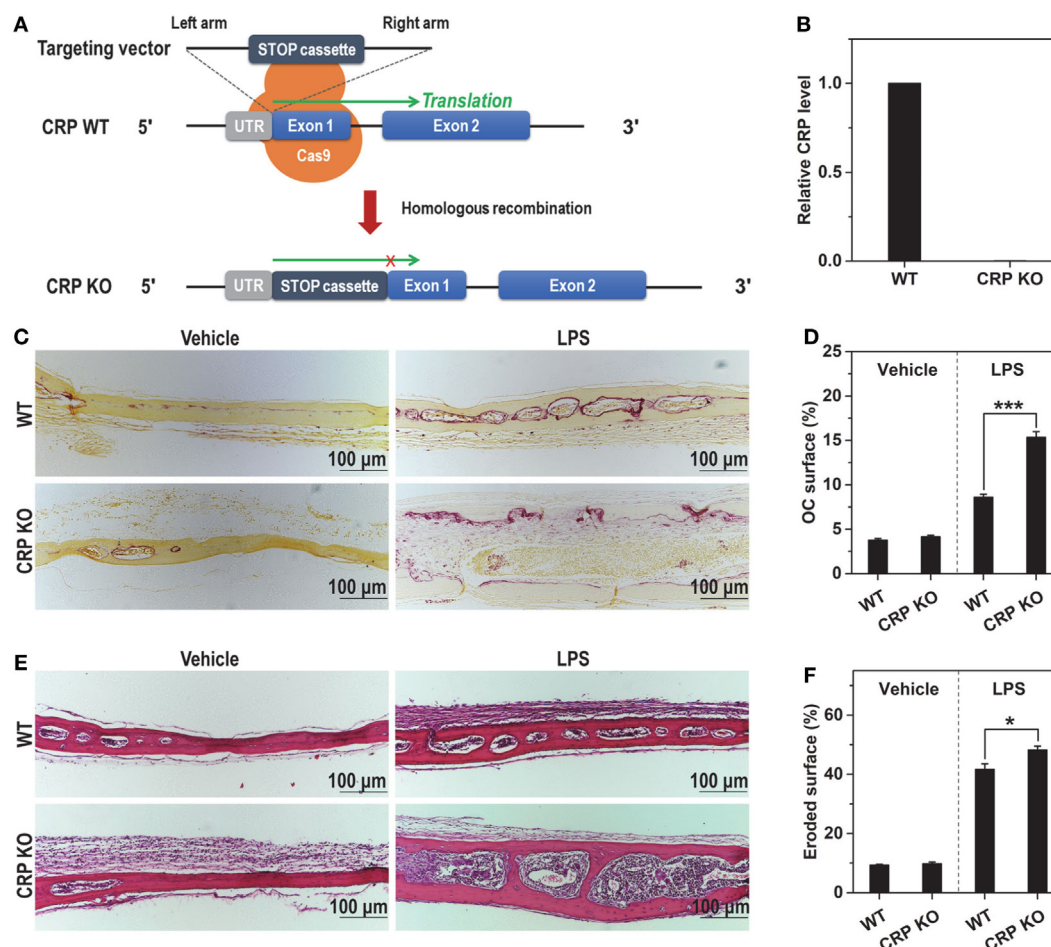 A
Left arm Right arm
Targeting vector STOP cassette
Translation
CRP WT 5' UTR Exon 1 Exon 2 3'
Cas9
Homologous recombination
x
CRP KO 5' UTR STOP cassette Exon 1 Exon 2 3'
B
Relative CRP level
1.0
0.5
0.0
WT CRP KO
C
Vehicle LPS
WT
100 µm 100 µm
CRP KO
100 µm 100 µm
D
OC surface (%)
25
20
15
10
5
0
Vehicle LPS
***
WT CRP KO WT CRP KO
E
Vehicle LPS
WT
100 µm 100 µm
CRP KO
100 µm 100 µm
F
Eroded surface (%)
60
40
20
0
Vehicle LPS
*
WT CRP KO WT CRP KO